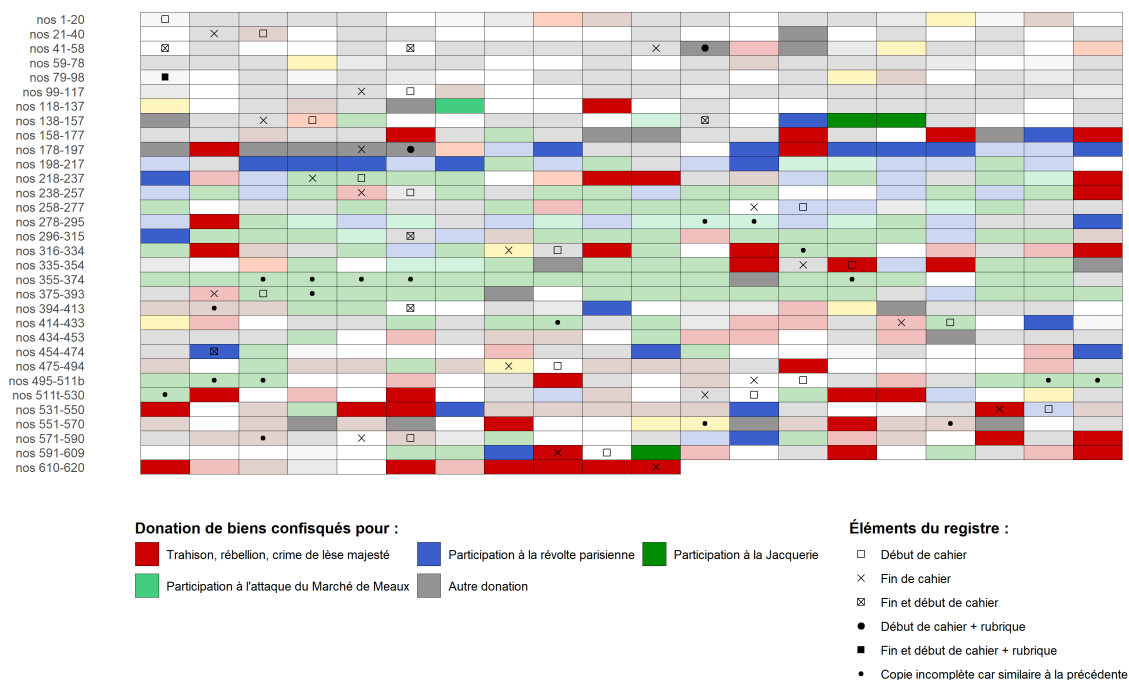 nos 1-20
nos 21-40
nos 41-58
nos 59-78
nos 79-98
nos 99-117
nos 118-137
nos 138-157
nos 158-177
nos 178-197
nos 198-217
nos 218-237
nos 238-257
nos 258-277
nos 278-295
nos 296-315
nos 316-334
nos 335-354
nos 355-374
nos 375-393
nos 394-413
nos 414-433
nos 434-453
nos 454-474
nos 475-494
nos 495-511b
nos 511t-530
nos 531-550
nos 551-570
nos 571-590
nos 591-609
nos 610-620
Donation de biens confisqués pour :
Trahison, rébellion, crime de lèse majesté
Participation à la révolte parisienne
Participation à la Jacquerie
Participation à l'attaque du Marché de Meaux
Autre donation
Éléments du registre :
Début de cahier
Fin de cahier
Fin et début de cahier
Début de cahier + rubrique
Fin et début de cahier + rubrique
Copie incomplète car similaire à la précédente